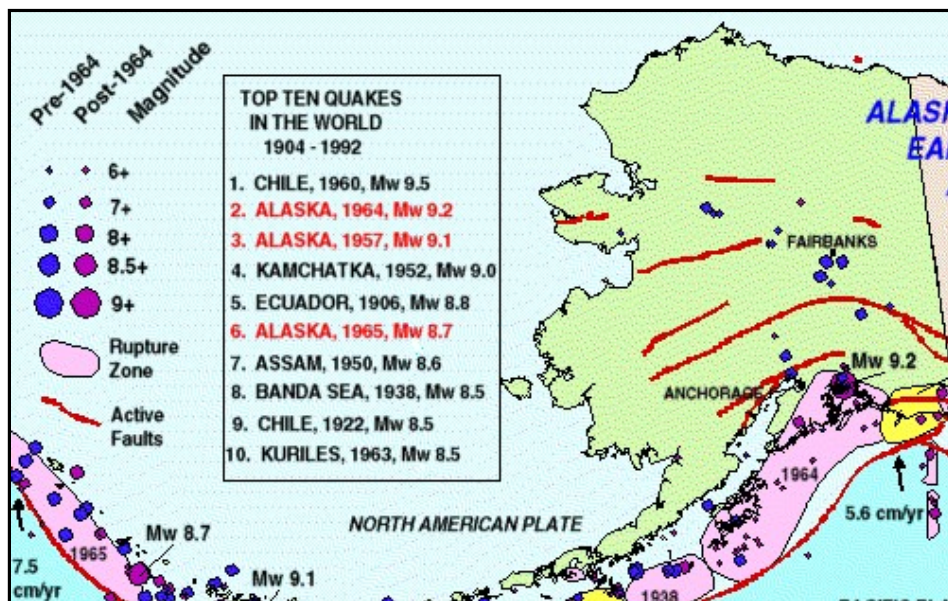 Pre-1964
Post-1964
Magnitude
6+
7+
8+
8.5+
9+
Rupture
Zone
Active
Faults
TOP TEN QUAKES
IN THE WORLD
1904 - 1992
1. CHILE, 1960, Mw 9.5
2. ALASKA, 1964, Mw 9.2
3. ALASKA, 1957, Mw 9.1
4. KAMCHATKA, 1952, Mw 9.0
5. ECUADOR, 1906, Mw 8.8
6. ALASKA, 1965, Mw 8.7
7. ASSAM, 1950, Mw 8.6
8. BANDA SEA, 1938, Mw 8.5
9. CHILE, 1922, Mw 8.5
10. KURILES, 1963, Mw 8.5
FAIRBANKS
Mw 9.2
ANCHORAGE
1964
5.6 cm/yr
NORTH AMERICAN PLATE
Mw 8.7
1965
7.5
cm/yr
Mw 9.1
1938